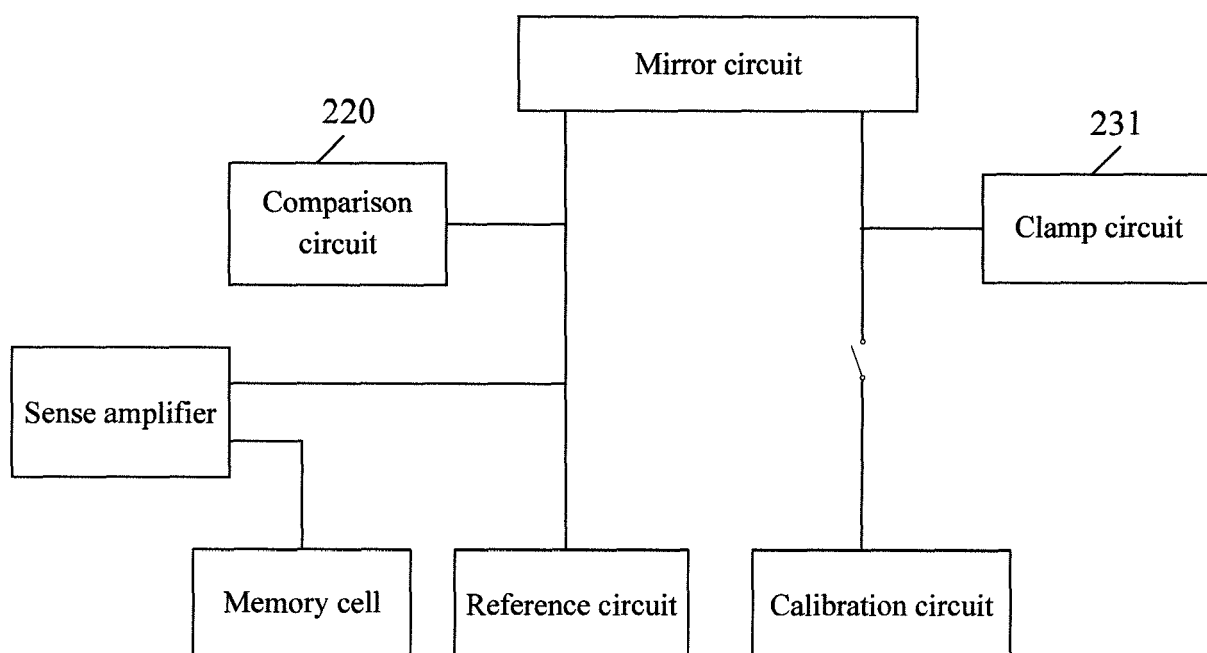 Mirror circuit
220
231
Comparison
circuit
Clamp circuit
Sense amplifier
Memory cell
Reference circuit
Calibration circuit